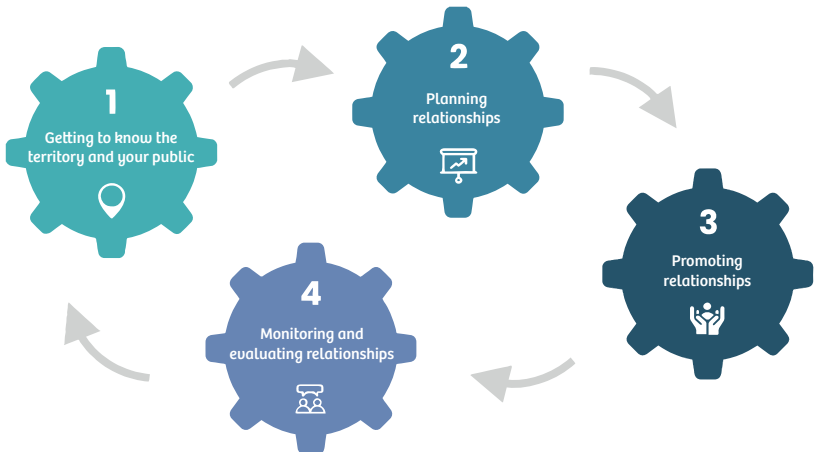 1
Getting to know the
territory and your public
2
Planning
relationships
3
Promoting
relationships
4
Monitoring and
evaluating relationships